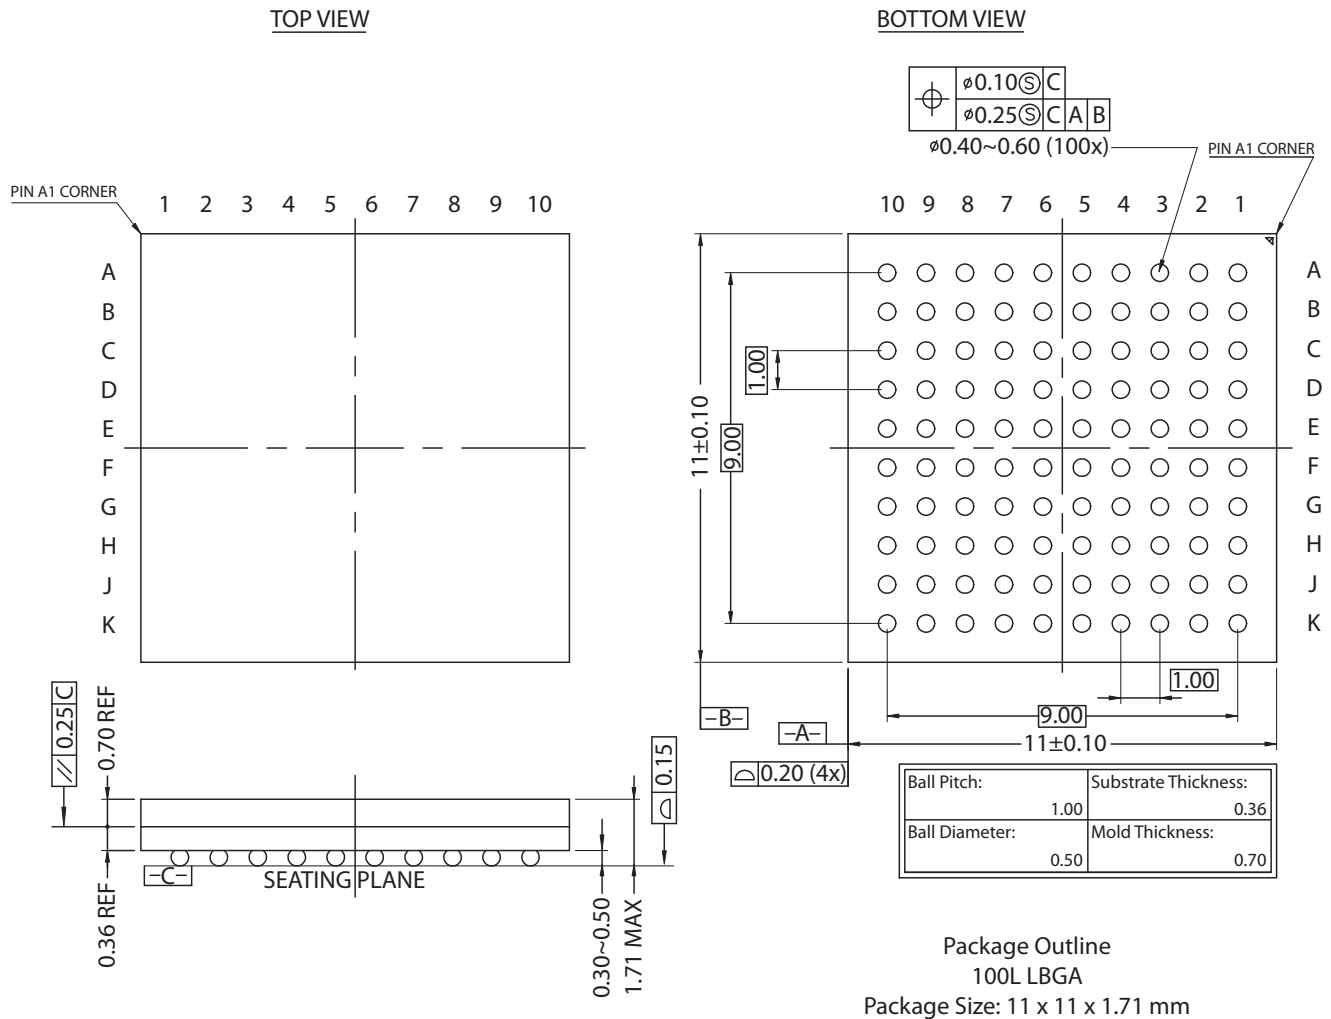 TOP VIEW
BOTTOM VIEW
⌀0.10Ⓢ C
⌀0.25Ⓢ C A B
⌀0.40~0.60 (100x)
PIN A1 CORNER
PIN A1 CORNER
1 2 3 4 5 6 7 8 9 10
10 9 8 7 6 5 4 3 2 1
A
B
C
D
E
F
G
H
J
K
A
B
C
D
E
F
G
H
J
K
1.00
11±0.10
9.00
1.00
9.00
11±0.10
–B–
–A–
0.20 (4x)
0.25 C
0.70 REF
0.36 REF
–C–
SEATING PLANE
0.30~0.50
1.71 MAX
0.15
Ball Pitch: 1.00
Substrate Thickness: 0.36
Ball Diameter: 0.50
Mold Thickness: 0.70
Package Outline
100L LBGA
Package Size: 11 x 11 x 1.71 mm